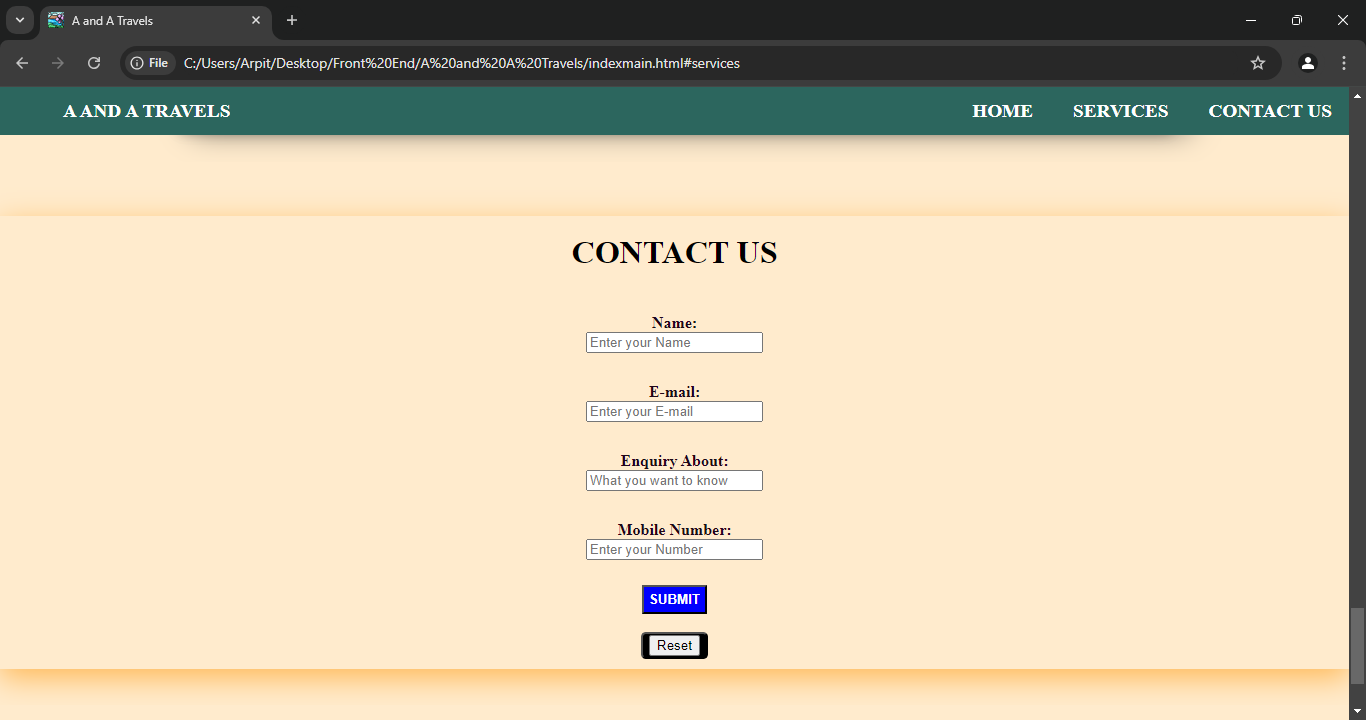 A and A Travels
File C:/Users/Arpit/Desktop/Front%20End/A%20and%20A%20Travels/indexmain.html#services
A AND A TRAVELS HOME SERVICES CONTACT US
CONTACT US
Name:
Enter your Name
E-mail:
Enter your E-mail
Enquiry About:
What you want to know
Mobile Number:
Enter your Number
SUBMIT
Reset